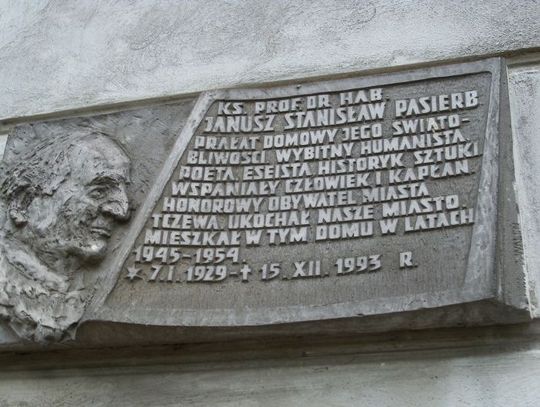 KS. PROF. DR HAB.
JANUSZ STANISŁAW PASIERB
PRAŁAT DOMOWY JEGO ŚWIĄTO-
BLIWOŚCI, WYBITNY HUMANISTA
POETA, ESEISTA, HISTORYK SZTUKI
WSPANIAŁY CZŁOWIEK I KAPŁAN.
HONOROWY OBYWATEL MIASTA
TCZEWA, UKOCHAŁ NASZE MIASTO.
MIESZKAŁ W TYM DOMU W LATACH
1945-1954.
* 7.I. 1929 - † 15. XII. 1993 R.